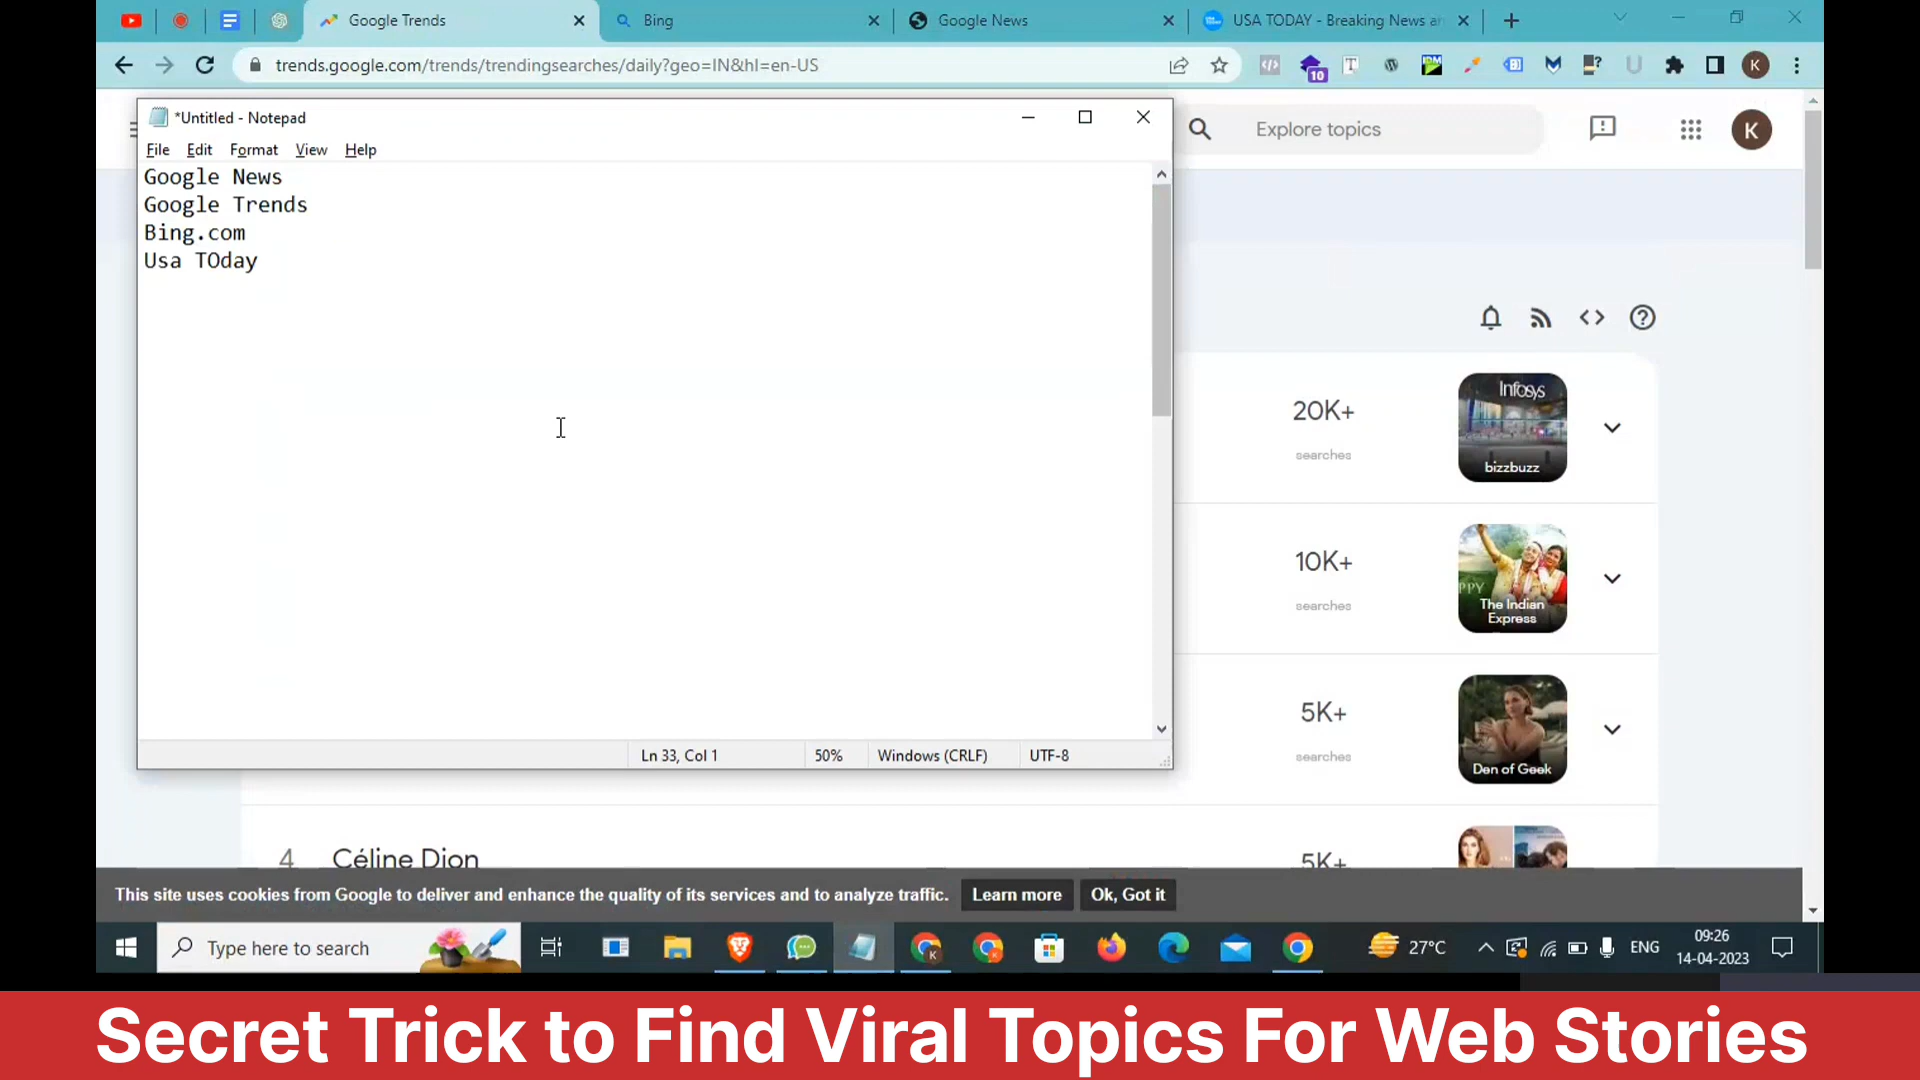 Google Trends
Bing
Google News
USA TODAY - Breaking News a
trends.google.com/trends/trendingsearches/daily?geo=IN&hl=en-US
10
K
*Untitled - Notepad
File Edit Format View Help
Explore topics
K
Google News
Google Trends
Bing.com
Usa TOday
Infosys
20K+
searches
bizzbuzz
10K+
searches
PPY
The Indian
Express
5K+
searches
Den of Geek
Ln 33, Col 1
50%
Windows (CRLF)
UTF-8
4
Céline Dion
5K+
This site uses cookies from Google to deliver and enhance the quality of its services and to analyze traffic.
Learn more
Ok, Got it
Type here to search
27°C
ENG
09:26
14-04-2023
Secret Trick to Find Viral Topics For Web Stories